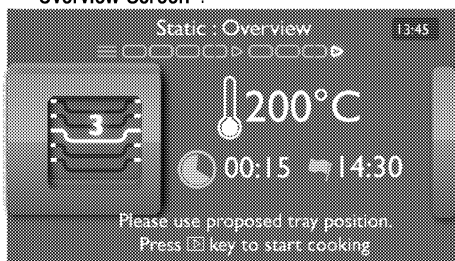 Overview Screen".
Static : Overview
13:45
200°C
3
00:15 14:30
Please use proposed tray position.
Press key to start cooking